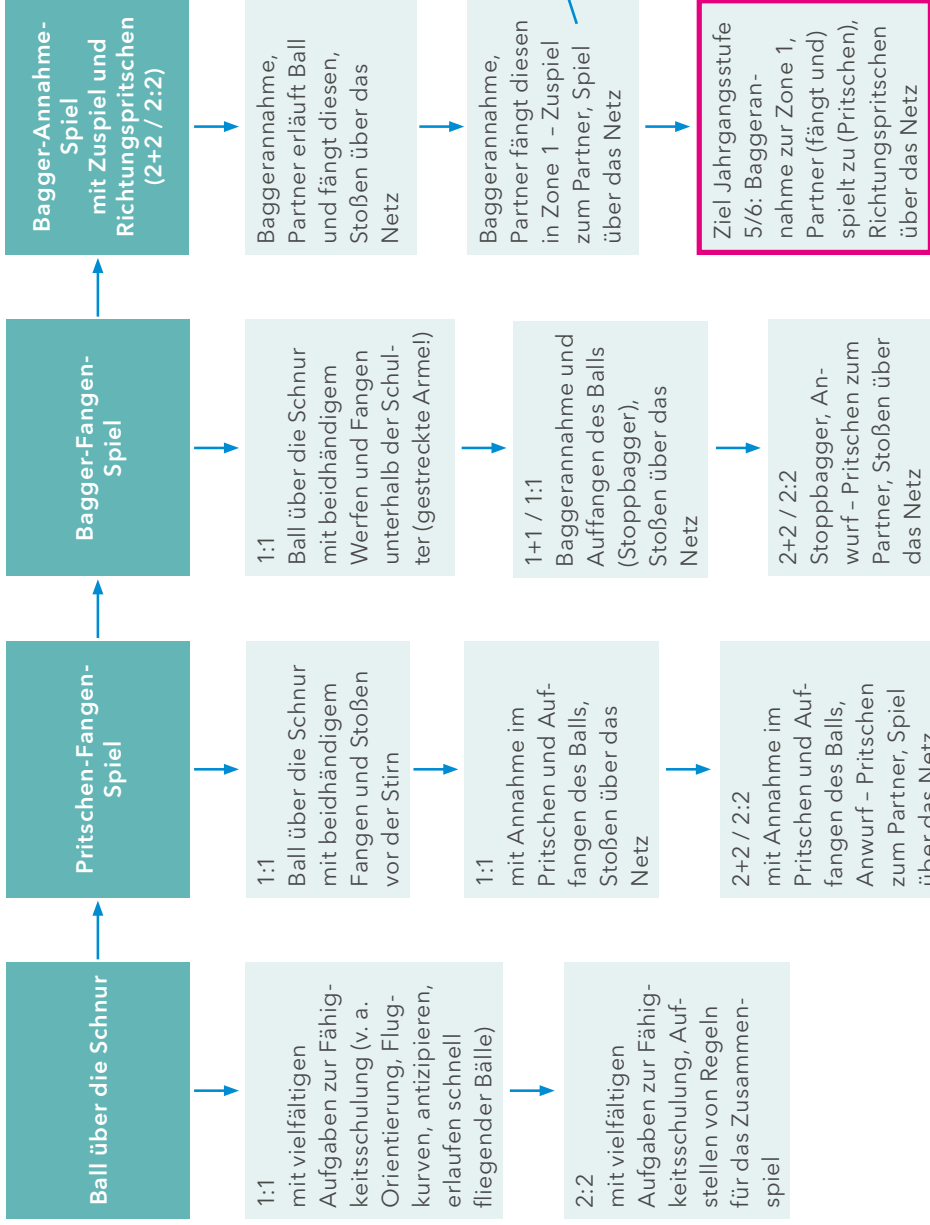 Ball über die Schnur
1:1
mit vielfältigen
Aufgaben zur Fähig-
keitsschulung (v. a.
Orientierung, Flug-
kurven, antizipieren,
erlaufen schnell
fliegender Bälle)
2:2
mit vielfältigen
Aufgaben zur Fähig-
keitsschulung, Auf-
stellen von Regeln
für das Zusammen-
spiel
Pritschen-Fangen-
Spiel
1:1
Ball über die Schnur
mit beidhändigem
Fangen und Stoßen
vor der Stirn
1:1
mit Annahme im
Pritschen und Auf-
fangen des Balls,
Stoßen über das
Netz
2+2 / 2:2
mit Annahme im
Pritschen und Auf-
fangen des Balls,
Anwurf – Pritschen
zum Partner, Spiel
über das Netz
Bagger-Fangen-
Spiel
1:1
Ball über die Schnur
mit beidhändigem
Werfen und Fangen
unterhalb der Schul-
ter (gestreckte Arme!)
1+1 / 1:1
Baggerannahme und
Auffangen des Balls
(Stoppbagger),
Stoßen über das
Netz
2+2 / 2:2
Stoppbagger, An-
wurf – Pritschen zum
Partner, Stoßen über
das Netz
Bagger-Annahme-
Spiel
mit Zuspiel und
Richtungspritschen
(2+2 / 2:2)
Baggerannahme,
Partner erläuft Ball
und fängt diesen,
Stoßen über das
Netz
Baggerannahme,
Partner fängt diesen
in Zone 1 – Zuspiel
zum Partner, Spiel
über das Netz
Ziel Jahrgangsstufe
5/6: Baggeran-
nahme zur Zone 1,
Partner (fängt und)
spielt zu (Pritschen),
Richtungspritschen
über das Netz